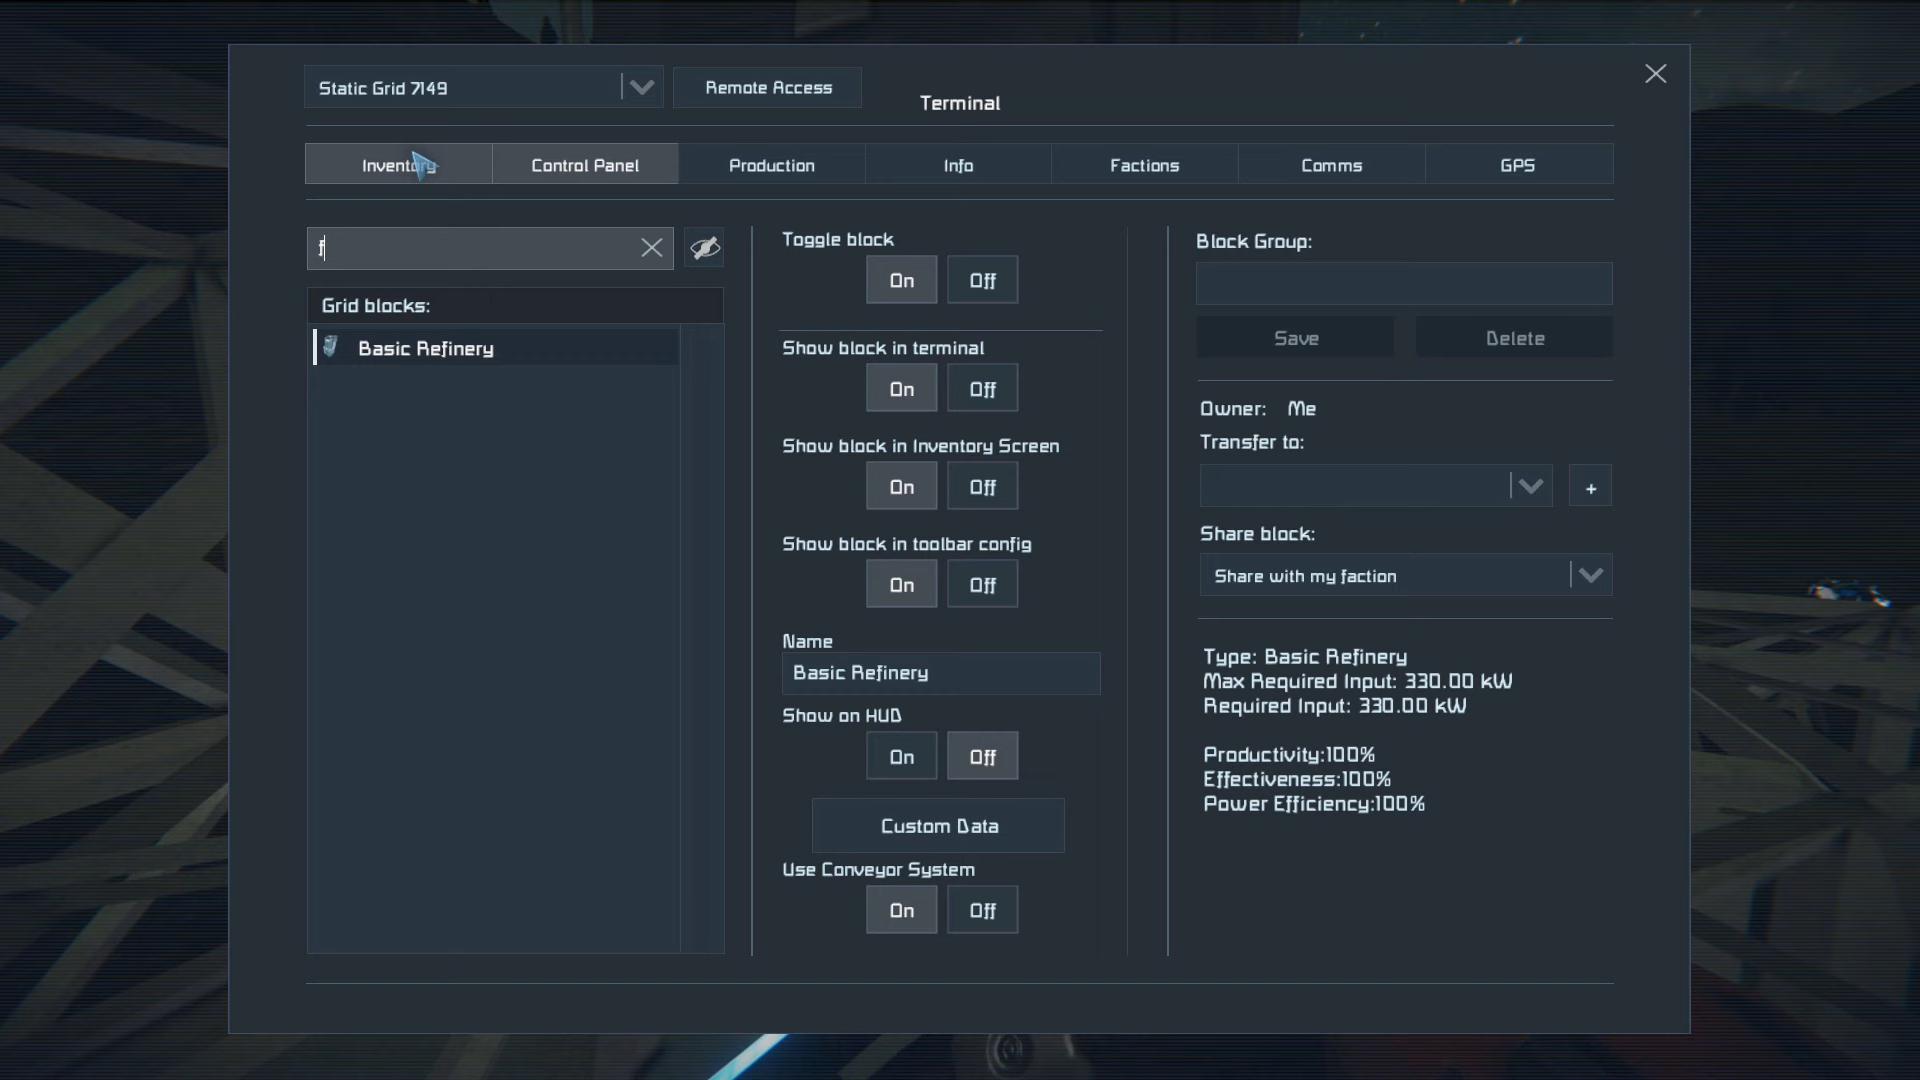 Static Grid 7149
Remote Access
Terminal
Inventory
Control Panel
Production
Info
Factions
Comms
GPS
f
Grid blocks:
Basic Refinery
Toggle block
On
Off
Show block in terminal
On
Off
Show block in Inventory Screen
On
Off
Show block in toolbar config
On
Off
Name
Basic Refinery
Show on HUD
On
Off
Custom Data
Use Conveyor System
On
Off
Block Group:
Save
Delete
Owner: Me
Transfer to:
+
Share block:
Share with my faction
Type: Basic Refinery
Max Required Input: 330.00 kW
Required Input: 330.00 kW
Productivity:100%
Effectiveness:100%
Power Efficiency:100%